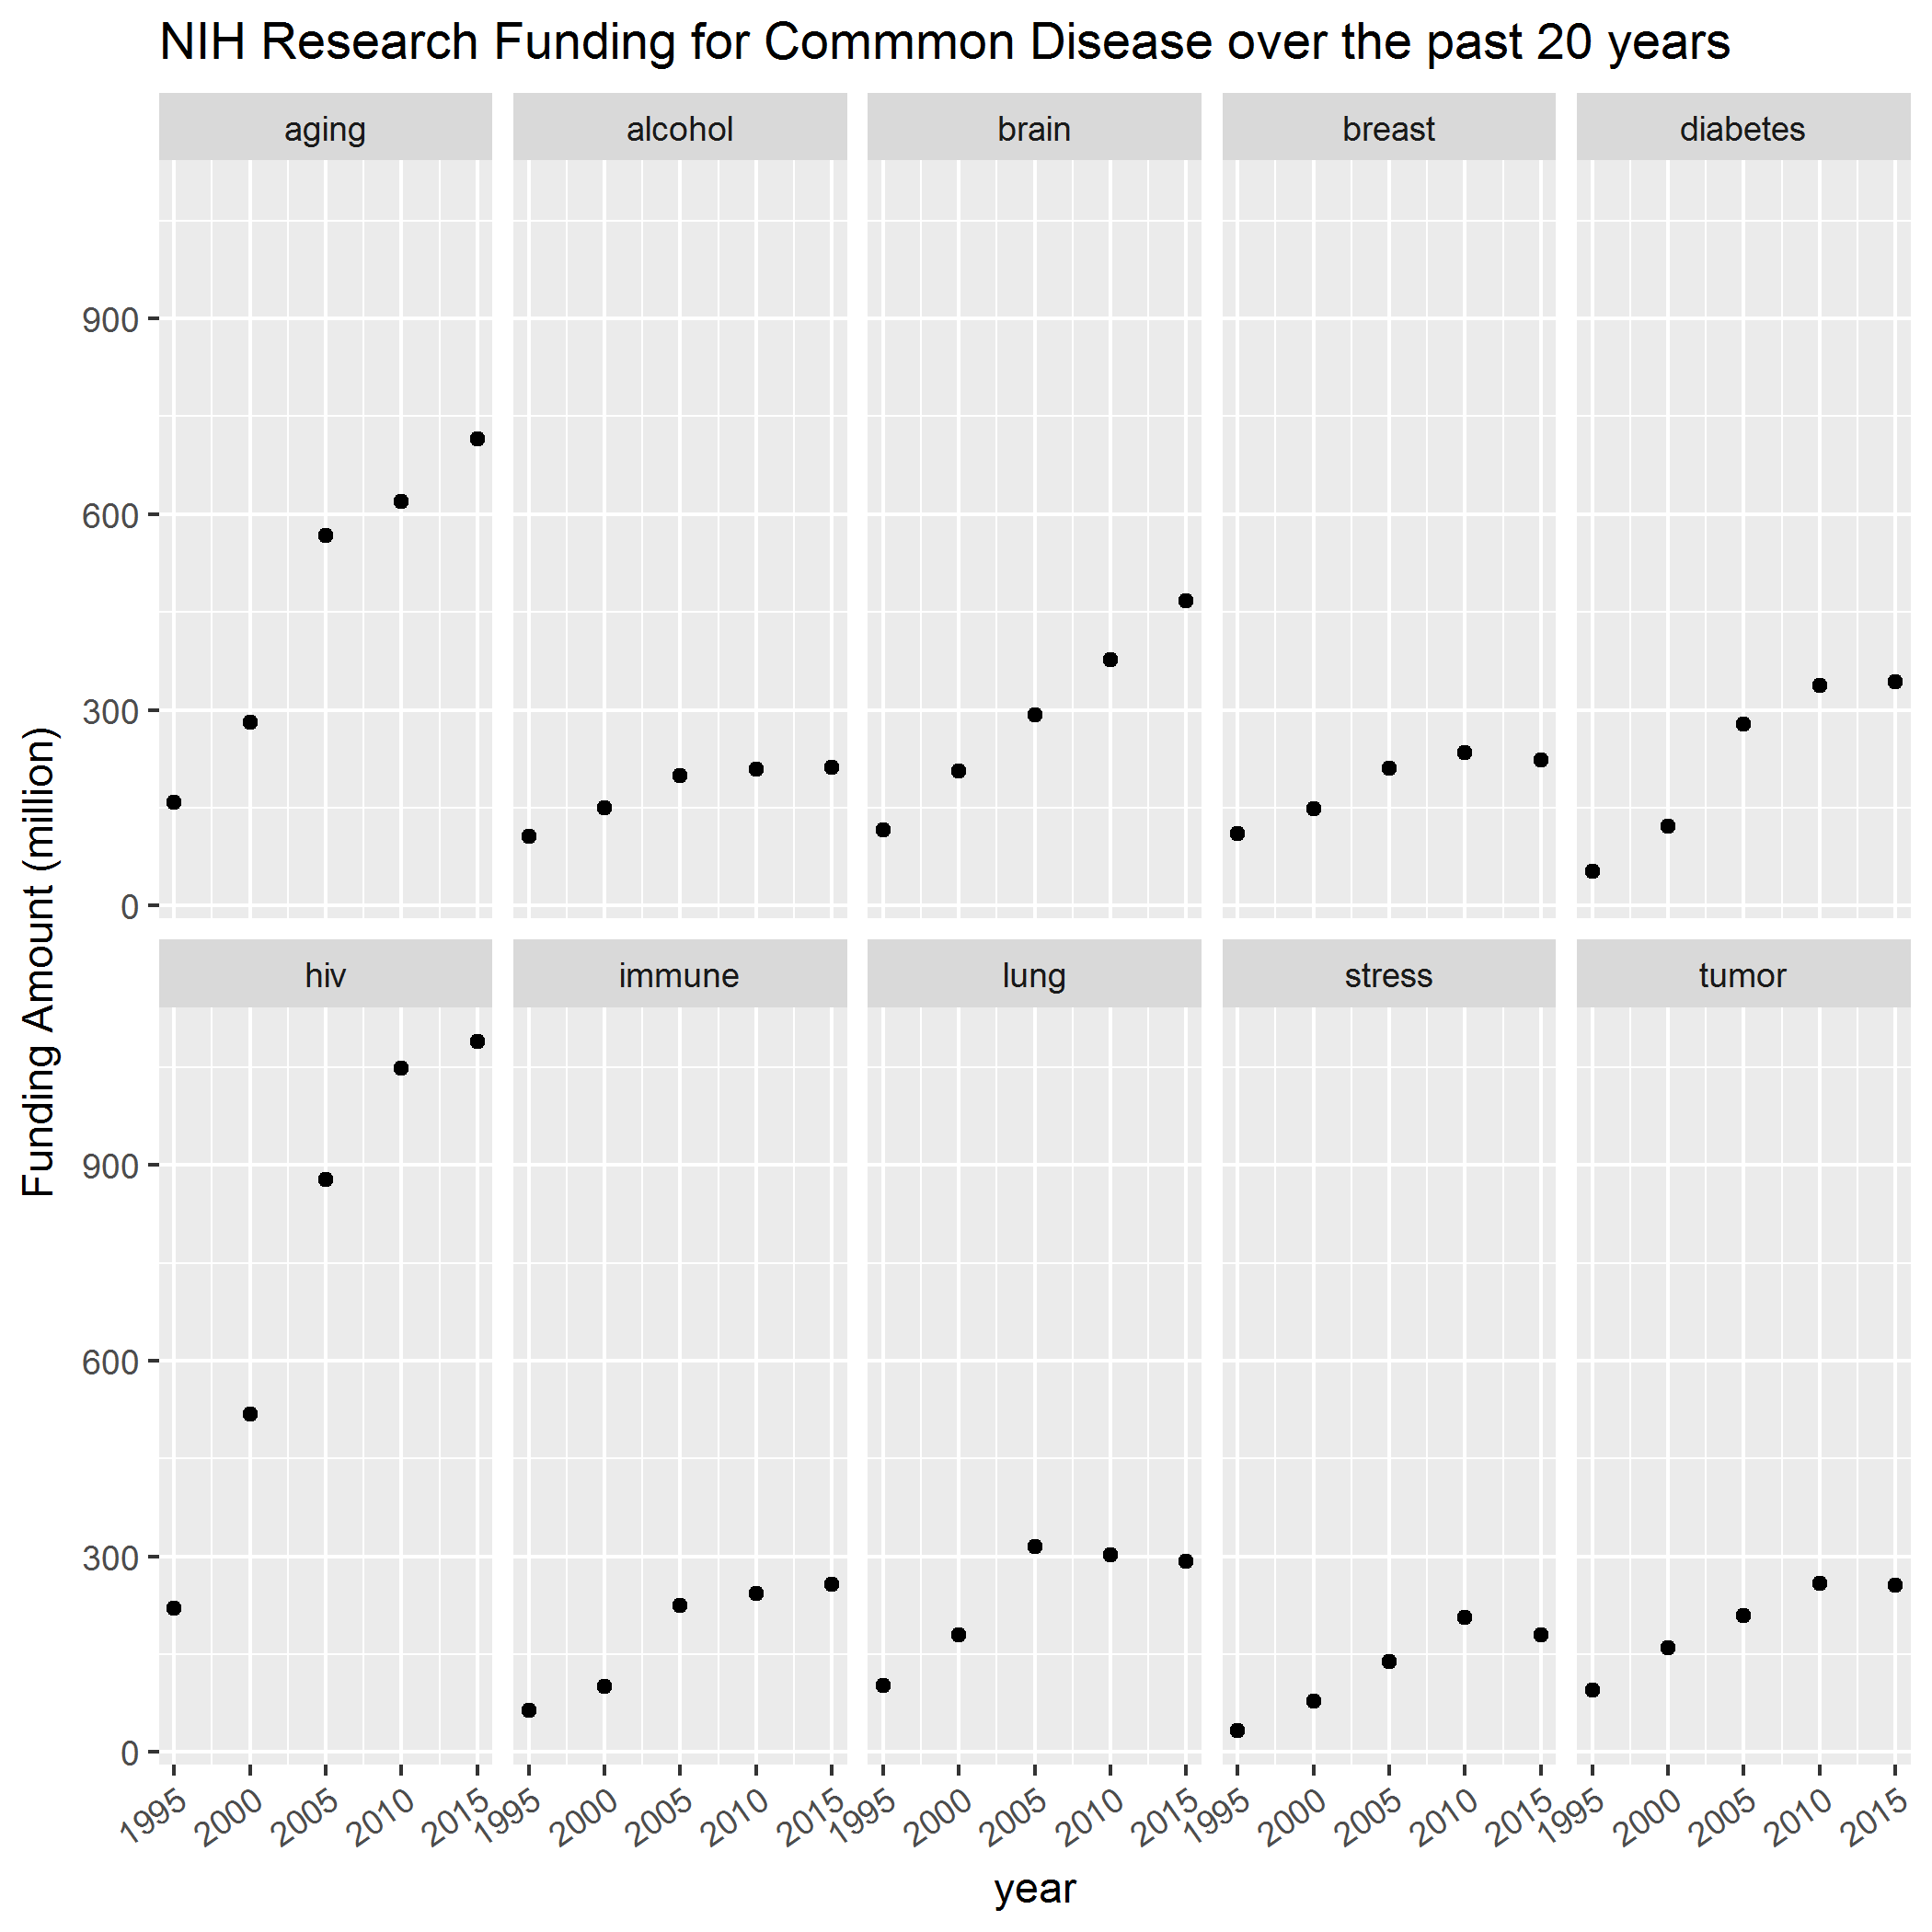 NIH Research Funding for Commmon Disease over the past 20 years
aging alcohol brain breast diabetes
900
600
300
0
Funding Amount (million)
hiv immune lung stress tumor
900
600
300
0
1995 2000 2005 2010 2015 1995 2000 2005 2010 2015 1995 2000 2005 2010 2015 1995 2000 2005 2010 2015 1995 2000 2005 2010 2015
year